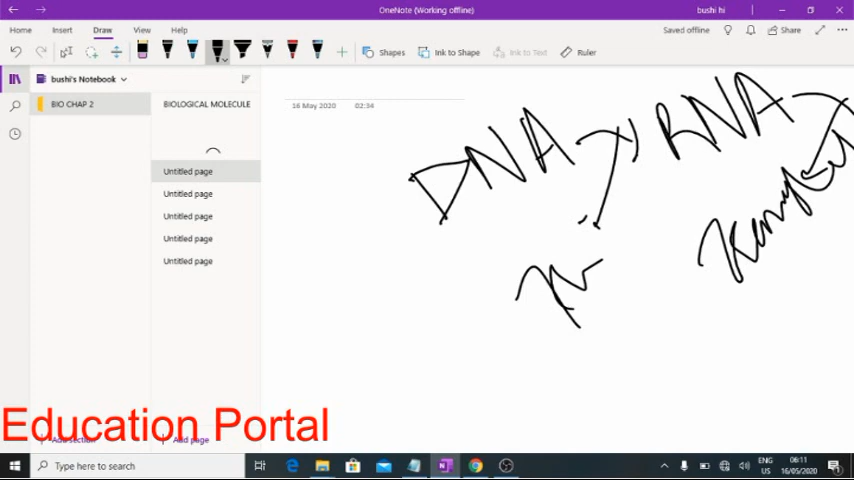 OneNote (Working offline)
bushi hi
Home Insert Draw View Help
Saved offline
Shapes Ink to Shape Ink to Text Ruler
Share
bushi's Notebook
BIO CHAP 2
BIOLOGICAL MOLECULE
16 May 2020 02:34
Untitled page
Untitled page
Untitled page
Untitled page
Untitled page
DNA RNA
Education Portal
Add section
Add page
Type here to search
ENG
US
06:11
16/05/2020